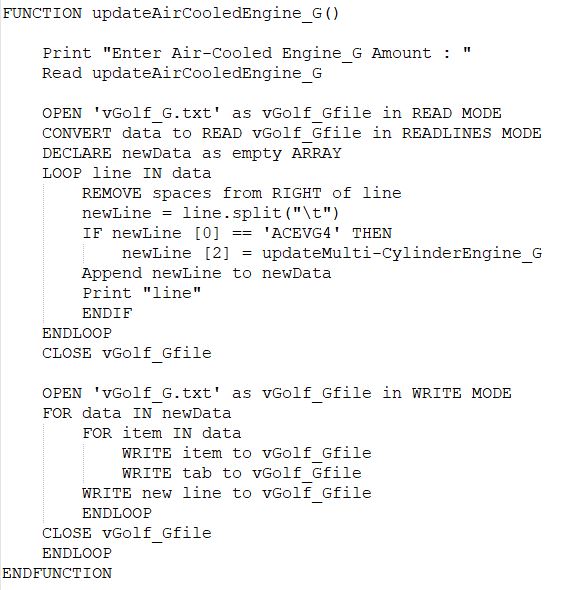 FUNCTION updateAirCooledEngine_G()
Print "Enter Air-Cooled Engine_G Amount : "
Read updateAirCooledEngine_G
OPEN 'vGolf_G.txt' as vGolf_Gfile in READ MODE
CONVERT data to READ vGolf_Gfile in READLINES MODE
DECLARE newData as empty ARRAY
LOOP line IN data
REMOVE spaces from RIGHT of line
newLine = line.split("\t")
IF newLine [0] == 'ACEVG4' THEN
newLine [2] = updateMulti-CylinderEngine_G
Append newLine to newData
Print "line"
ENDIF
ENDLOOP
CLOSE vGolf_Gfile
OPEN 'vGolf_G.txt' as vGolf_Gfile in WRITE MODE
FOR data IN newData
FOR item IN data
WRITE item to vGolf_Gfile
WRITE tab to vGolf_Gfile
WRITE new line to vGolf_Gfile
ENDLOOP
CLOSE vGolf_Gfile
ENDLOOP
ENDFUNCTION